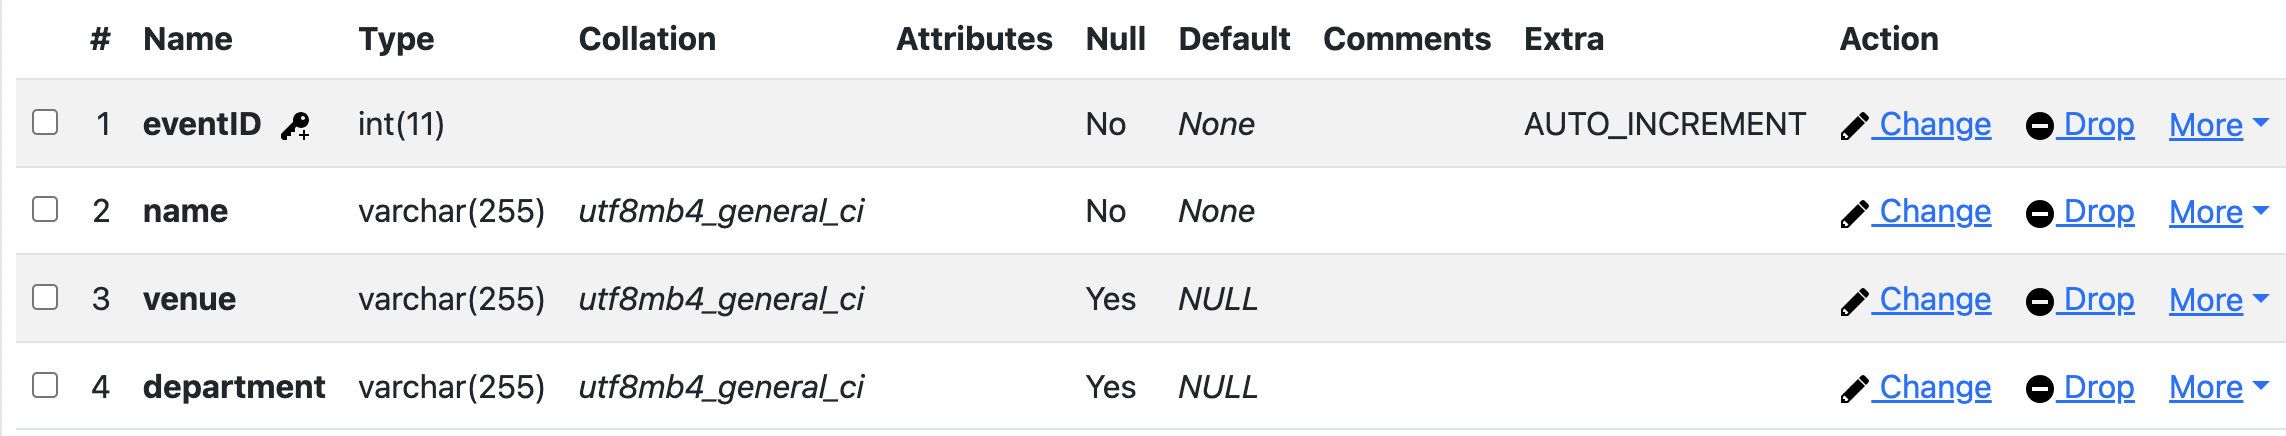 # Name Type Collation Attributes Null Default Comments Extra Action
1 eventID int(11) No None AUTO_INCREMENT Change Drop More
2 name varchar(255) utf8mb4_general_ci No None Change Drop More
3 venue varchar(255) utf8mb4_general_ci Yes NULL Change Drop More
4 department varchar(255) utf8mb4_general_ci Yes NULL Change Drop More